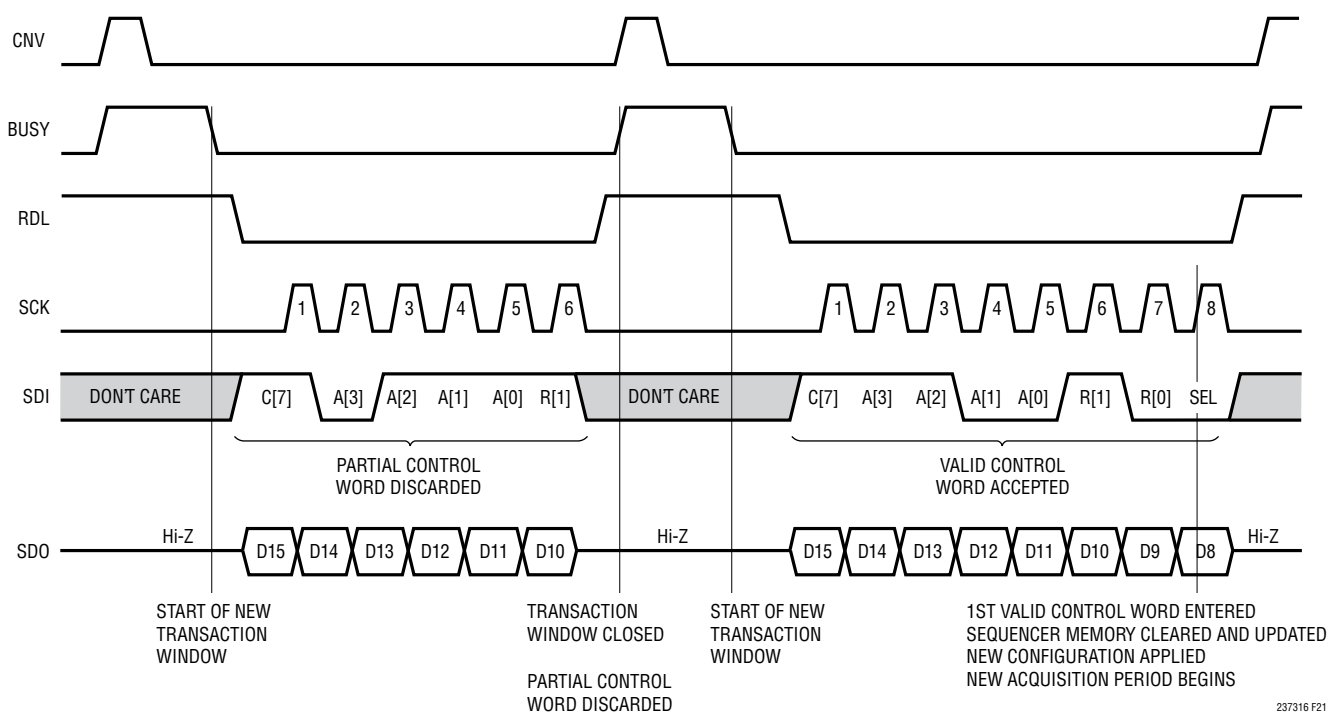 CNV
BUSY
RDL
SCK
1 2 3 4 5 6 1 2 3 4 5 6 7 8
SDI
DON'T CARE C[7] A[3] A[2] A[1] A[0] R[1] DON'T CARE C[7] A[3] A[2] A[1] A[0] R[1] R[0] SEL
PARTIAL CONTROL
WORD DISCARDED
VALID CONTROL
WORD ACCEPTED
SDO
Hi-Z D15 D14 D13 D12 D11 D10 Hi-Z D15 D14 D13 D12 D11 D10 D9 D8 Hi-Z
START OF NEW
TRANSACTION
WINDOW
TRANSACTION
WINDOW CLOSED
PARTIAL CONTROL
WORD DISCARDED
START OF NEW
TRANSACTION
WINDOW
1ST VALID CONTROL WORD ENTERED
SEQUENCER MEMORY CLEARED AND UPDATED
NEW CONFIGURATION APPLIED
NEW ACQUISITION PERIOD BEGINS
237316 F21